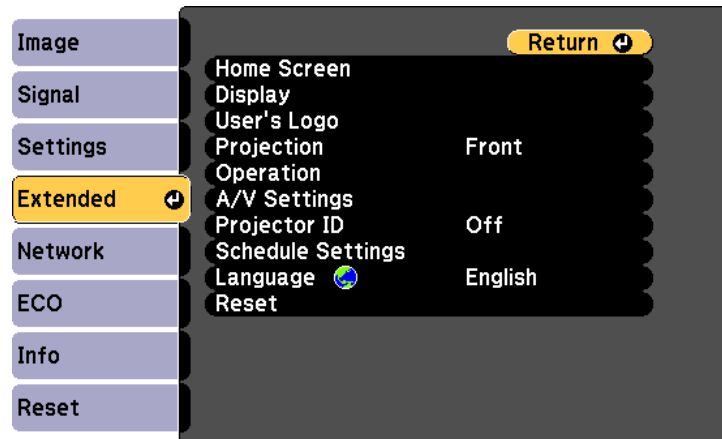 Image
Signal
Settings
Extended
Network
ECO
Info
Reset
Return
Home Screen
Display
User's Logo
Projection Front
Operation
A/V Settings
Projector ID Off
Schedule Settings
Language English
Reset